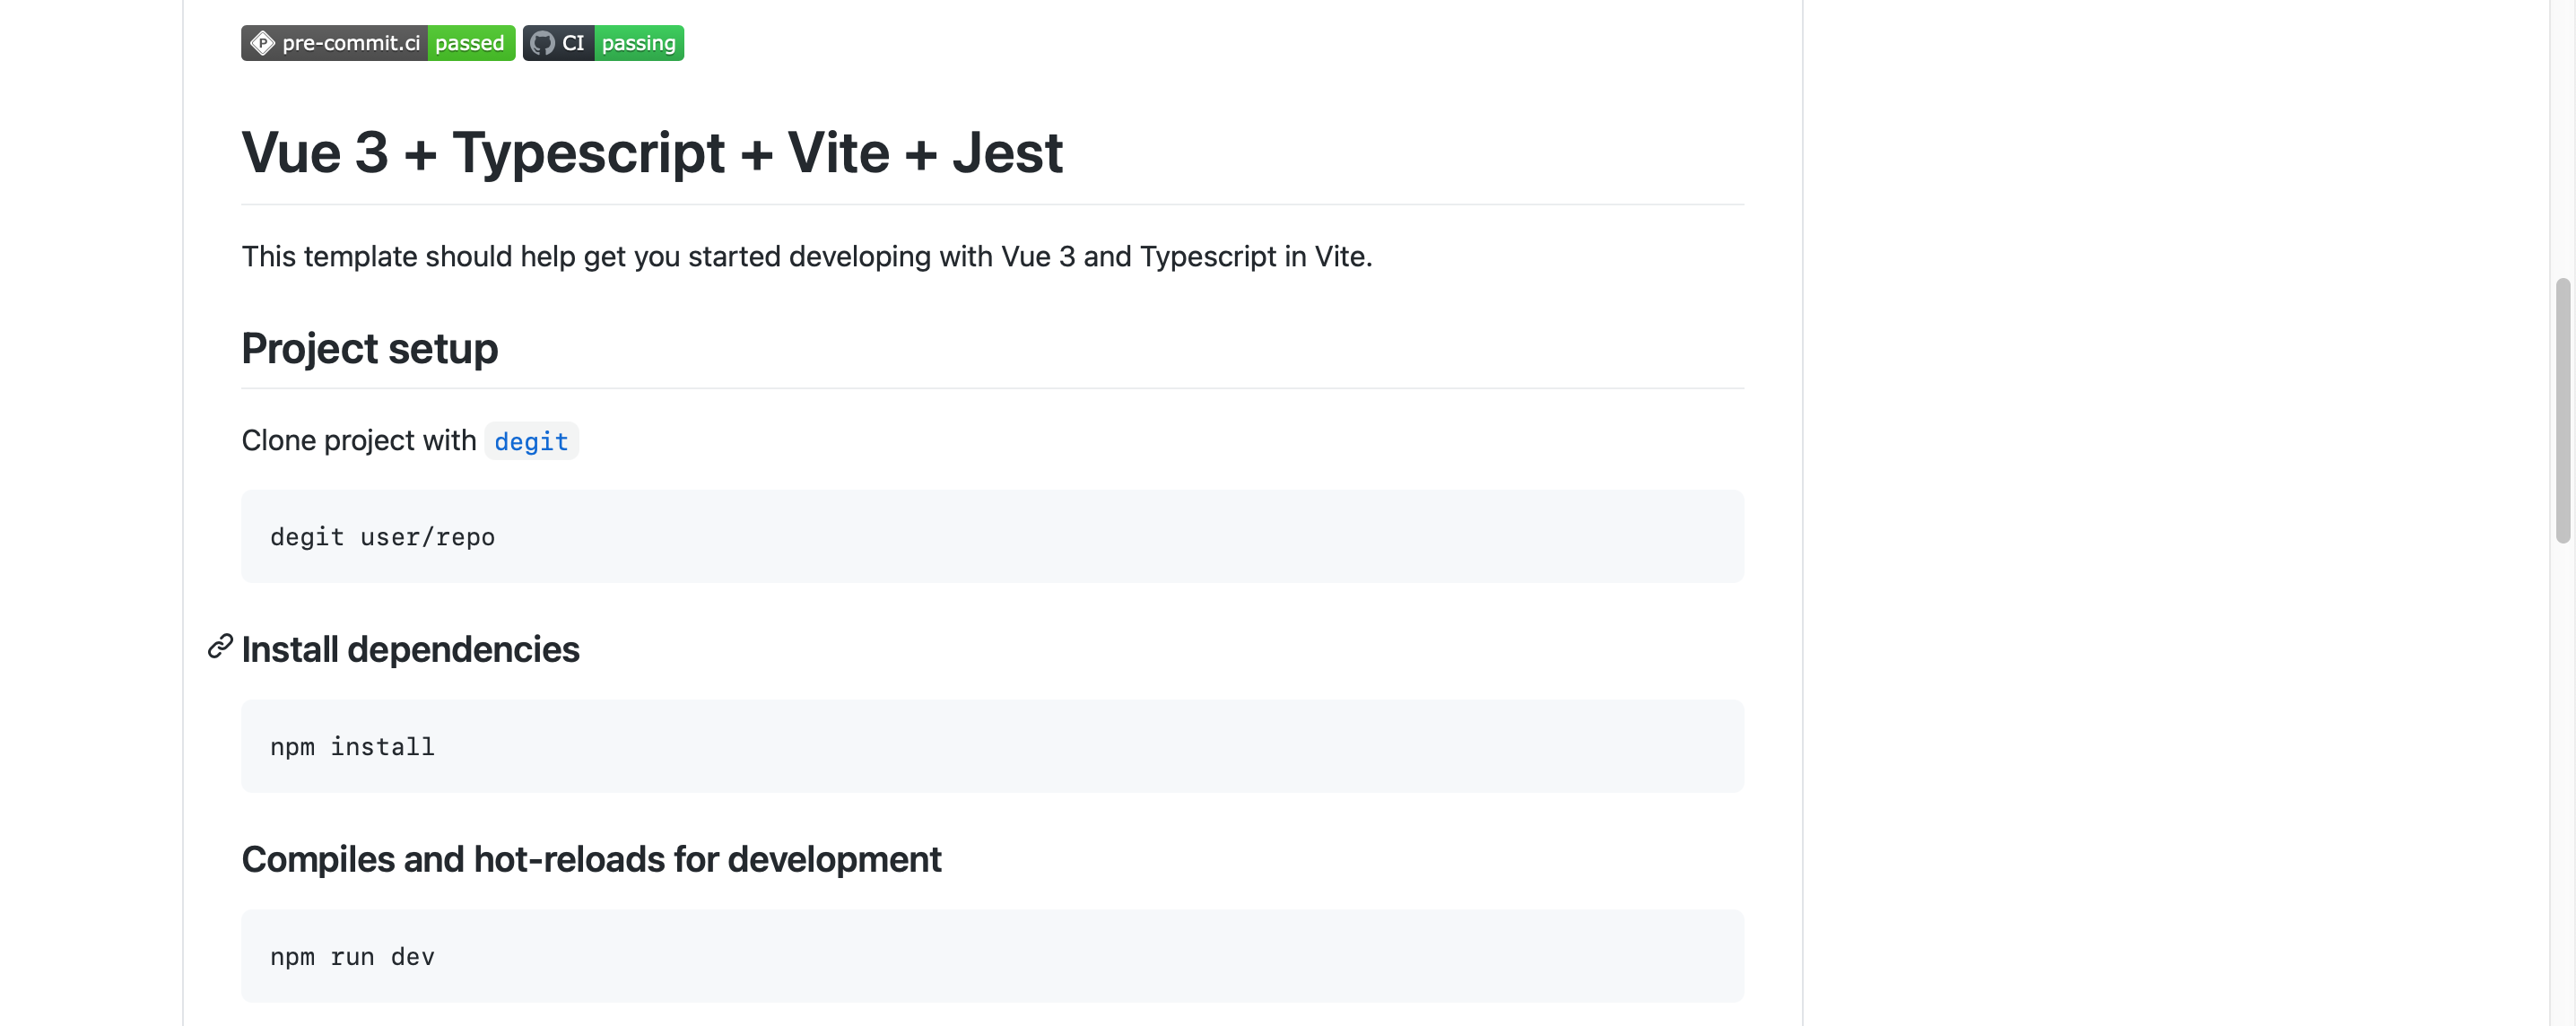 pre-commit.ci passed CI passing
Vue 3 + Typescript + Vite + Jest
This template should help get you started developing with Vue 3 and Typescript in Vite.
Project setup
Clone project with degit
degit user/repo
Install dependencies
npm install
Compiles and hot-reloads for development
npm run dev